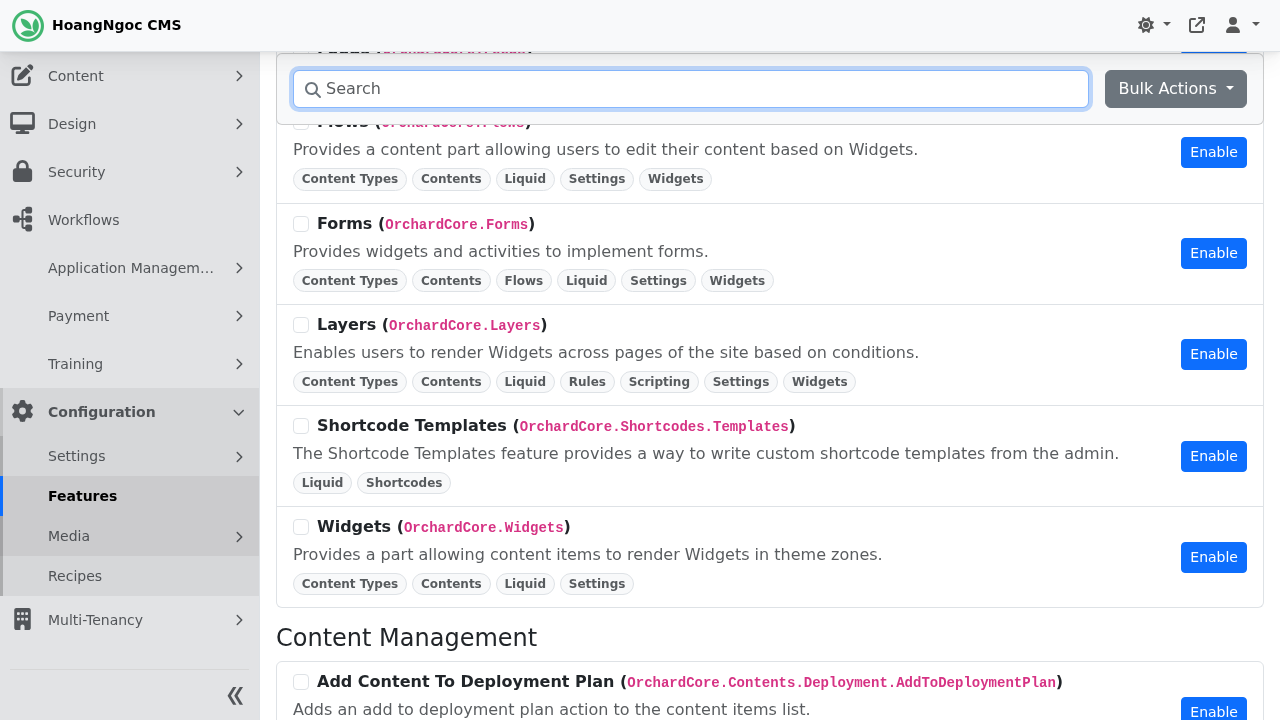 HoangNgoc CMS
Content
Design
Security
Workflows
Application Managem...
Payment
Training
Configuration
Settings
Features
Media
Recipes
Multi-Tenancy
Search
Bulk Actions
Flows (OrchardCore.Flows)
Provides a content part allowing users to edit their content based on Widgets.
Content Types Contents Liquid Settings Widgets
Enable
Forms (OrchardCore.Forms)
Provides widgets and activities to implement forms.
Content Types Contents Flows Liquid Settings Widgets
Enable
Layers (OrchardCore.Layers)
Enables users to render Widgets across pages of the site based on conditions.
Content Types Contents Liquid Rules Scripting Settings Widgets
Enable
Shortcode Templates (OrchardCore.Shortcodes.Templates)
The Shortcode Templates feature provides a way to write custom shortcode templates from the admin.
Liquid Shortcodes
Enable
Widgets (OrchardCore.Widgets)
Provides a part allowing content items to render Widgets in theme zones.
Content Types Contents Liquid Settings
Enable
Content Management
Add Content To Deployment Plan (OrchardCore.Contents.Deployment.AddToDeploymentPlan)
Adds an add to deployment plan action to the content items list.
Enable